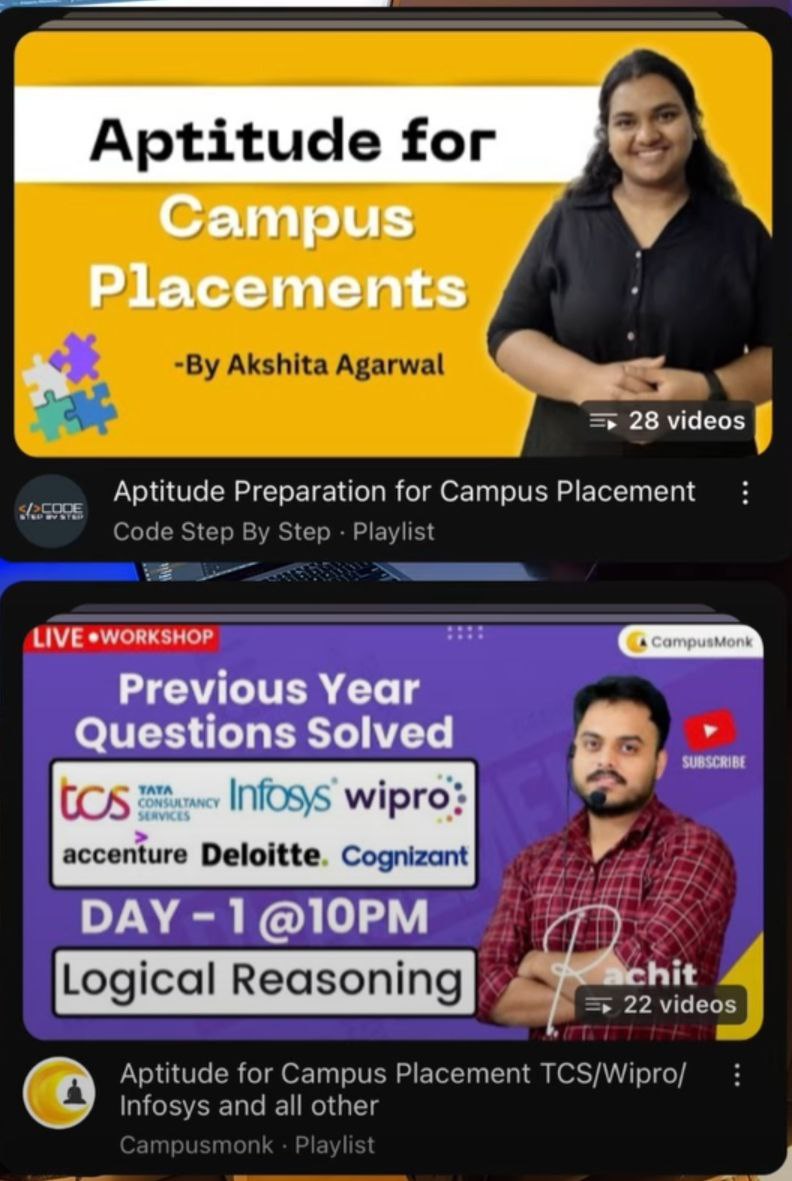 Aptitude for
Campus
Placements
-By Akshita Agarwal
28 videos
</>CODE
STEP BY STEP
Aptitude Preparation for Campus Placement
Code Step By Step · Playlist
LIVE •WORKSHOP
CampusMonk
Previous Year
Questions Solved
SUBSCRIBE
tcs TATA CONSULTANCY SERVICES Infosys® wipro
accenture Deloitte. Cognizant
DAY - 1 @10PM
Logical Reasoning
Rachit
22 videos
Aptitude for Campus Placement TCS/Wipro/
Infosys and all other
Campusmonk · Playlist